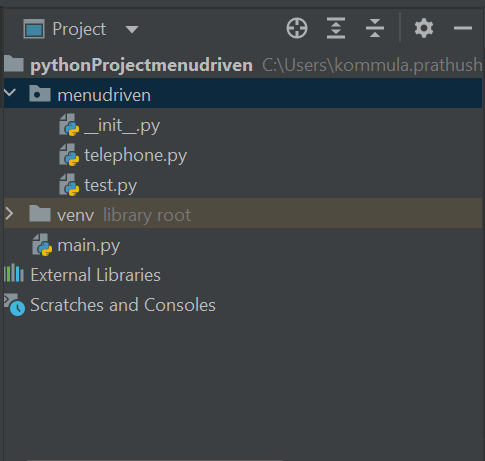 Project
pythonProjectmenudriven C:\Users\kommula.prathush
menudriven
__init__.py
telephone.py
test.py
venv library root
main.py
External Libraries
Scratches and Consoles